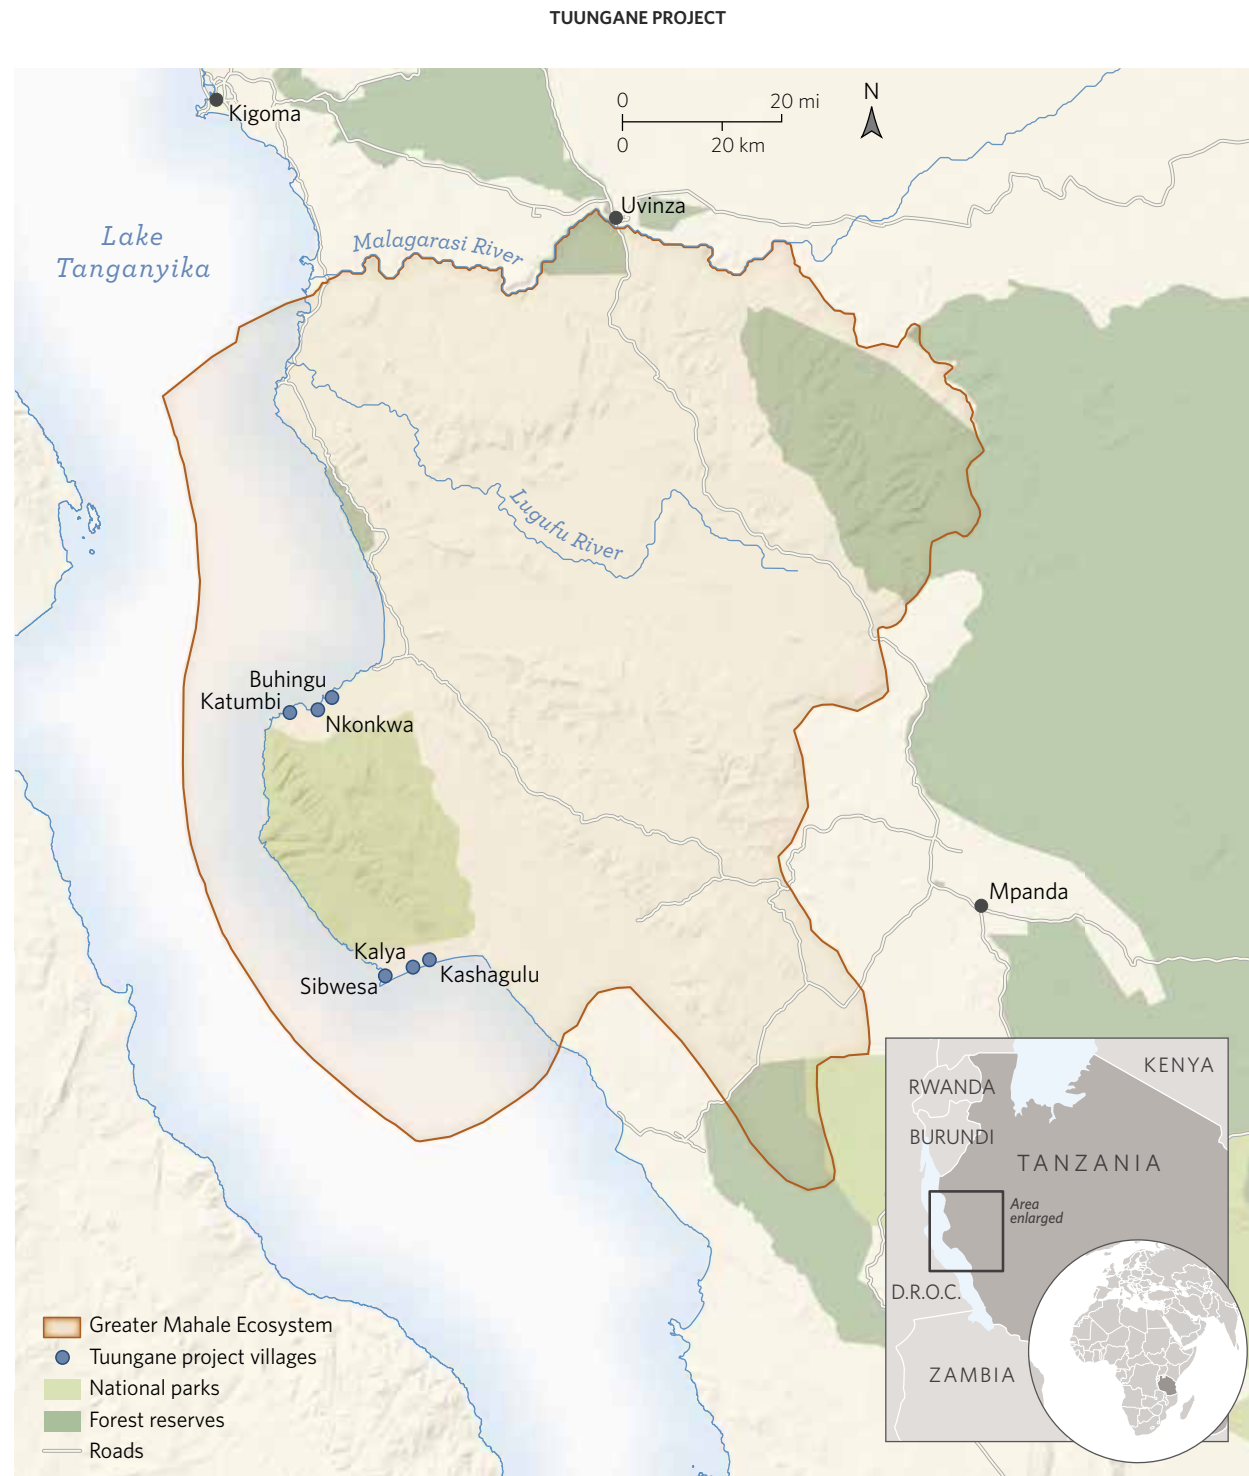 TUUNGANE PROJECT
Kigoma
0
20 mi
0
20 km
N
Uvinza
Lake
Tanganyika
Malagarasi River
Lugufu River
Buhingu
Katumbi
Nkonkwa
Mpanda
Kalya
Kashagulu
Sibwesa
KENYA
RWANDA
BURUNDI
TANZANIA
Area
enlarged
D.R.O.C.
ZAMBIA
Greater Mahale Ecosystem
Tuungane project villages
National parks
Forest reserves
Roads